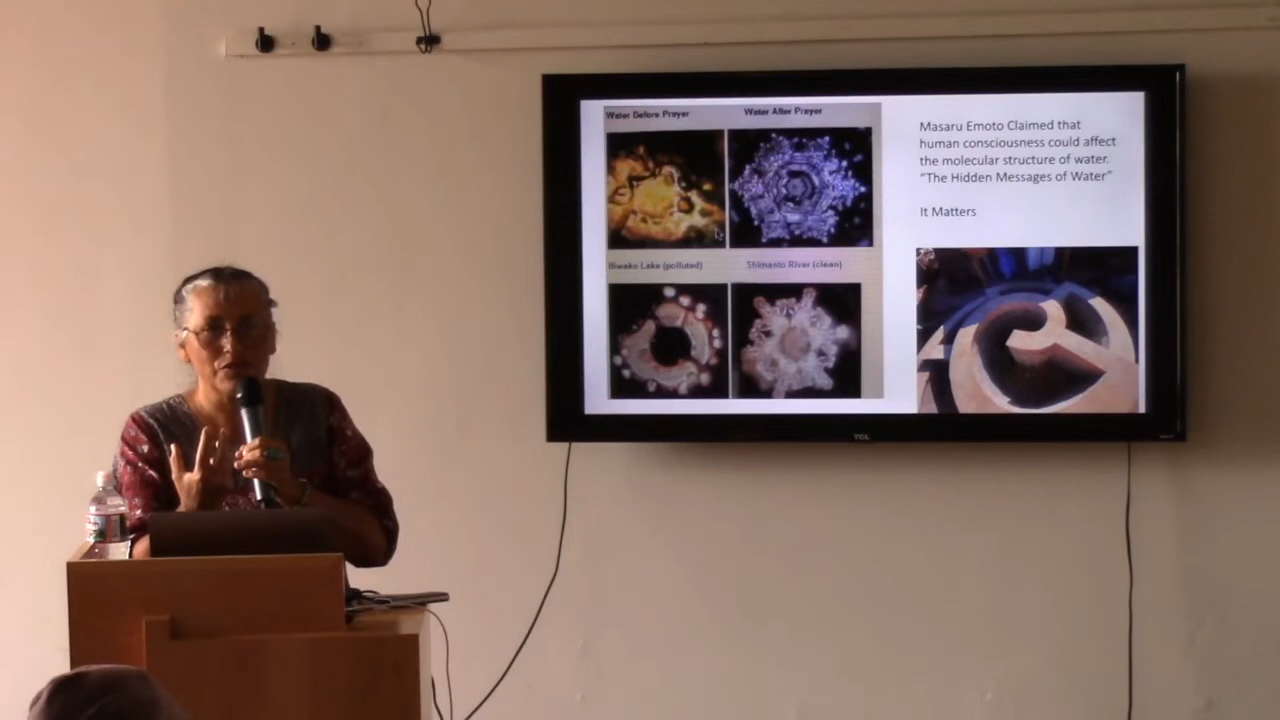 Water Before Prayer
Water After Prayer
Biwako Lake (polluted)
Shimanto River (clean)
Masaru Emoto Claimed that
human consciousness could affect
the molecular structure of water.
“The Hidden Messages of Water”
It Matters
TCL